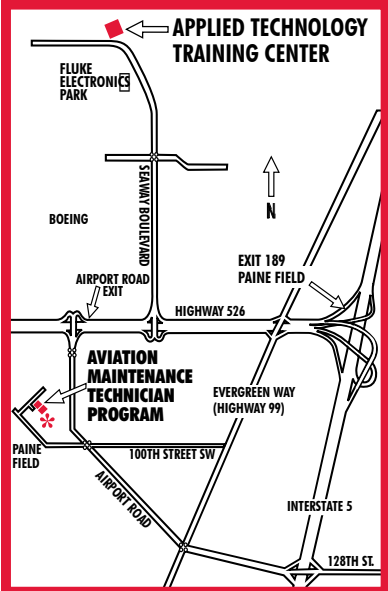 APPLIED TECHNOLOGY
TRAINING CENTER
FLUKE
ELECTRONICS
PARK
SEAWAY BOULEVARD
N
BOEING
EXIT 189
PAINE FIELD
AIRPORT ROAD
EXIT
HIGHWAY 526
AVIATION
MAINTENANCE
TECHNICIAN
PROGRAM
EVERGREEN WAY
(HIGHWAY 99)
PAINE
FIELD
100TH STREET SW
AIRPORT ROAD
INTERSTATE 5
128TH ST.